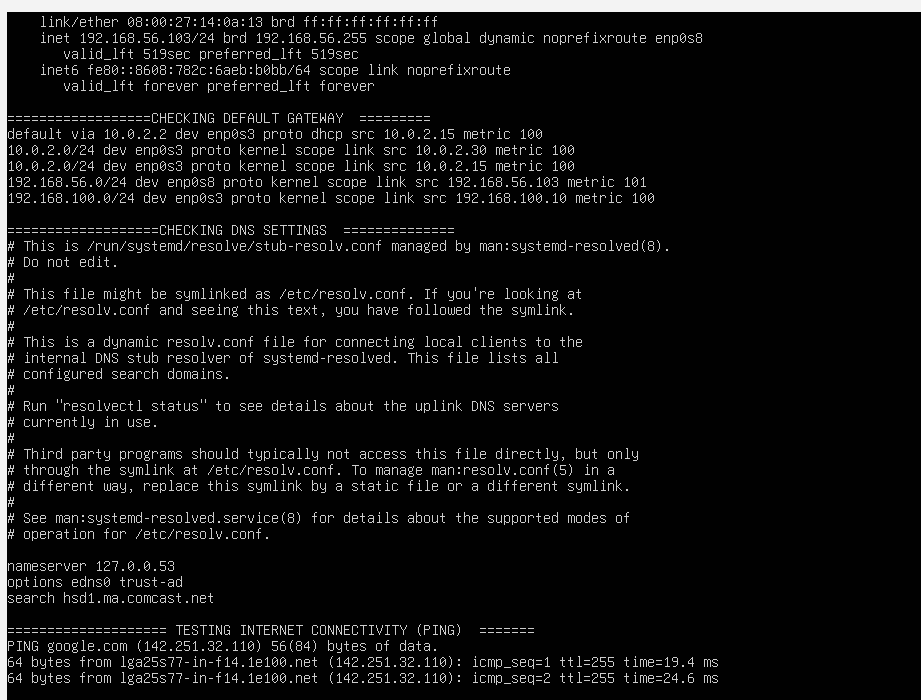 link/ether 08:00:27:14:0a:13 brd ff:ff:ff:ff:ff:ff
inet 192.168.56.103/24 brd 192.168.56.255 scope global dynamic noprefixroute enp0s8
valid_lft 519sec preferred_lft 519sec
inet6 fe80::8608:782c:6aeb:b0bb/64 scope link noprefixroute
valid_lft forever preferred_lft forever
==================CHECKING DEFAULT GATEWAY  =========
default via 10.0.2.2 dev enp0s3 proto dhcp src 10.0.2.15 metric 100
10.0.2.0/24 dev enp0s3 proto kernel scope link src 10.0.2.30 metric 100
10.0.2.0/24 dev enp0s3 proto kernel scope link src 10.0.2.15 metric 100
192.168.56.0/24 dev enp0s8 proto kernel scope link src 192.168.56.103 metric 101
192.168.100.0/24 dev enp0s3 proto kernel scope link src 192.168.100.10 metric 100
===================CHECKING DNS SETTINGS  ==============
# This is /run/systemd/resolve/stub-resolv.conf managed by man:systemd-resolved(8).
# Do not edit.
#
# This file might be symlinked as /etc/resolv.conf. If you're looking at
# /etc/resolv.conf and seeing this text, you have followed the symlink.
#
# This is a dynamic resolv.conf file for connecting local clients to the
# internal DNS stub resolver of systemd-resolved. This file lists all
# configured search domains.
#
# Run "resolvectl status" to see details about the uplink DNS servers
# currently in use.
#
# Third party programs should typically not access this file directly, but only
# through the symlink at /etc/resolv.conf. To manage man:resolv.conf(5) in a
# different way, replace this symlink by a static file or a different symlink.
#
# See man:systemd-resolved.service(8) for details about the supported modes of
# operation for /etc/resolv.conf.
nameserver 127.0.0.53
options edns0 trust-ad
search hsd1.ma.comcast.net
==================== TESTING INTERNET CONNECTIVITY (PING)  =======
PING google.com (142.251.32.110) 56(84) bytes of data.
64 bytes from lga25s77-in-f14.1e100.net (142.251.32.110): icmp_seq=1 ttl=255 time=19.4 ms
64 bytes from lga25s77-in-f14.1e100.net (142.251.32.110): icmp_seq=2 ttl=255 time=24.6 ms